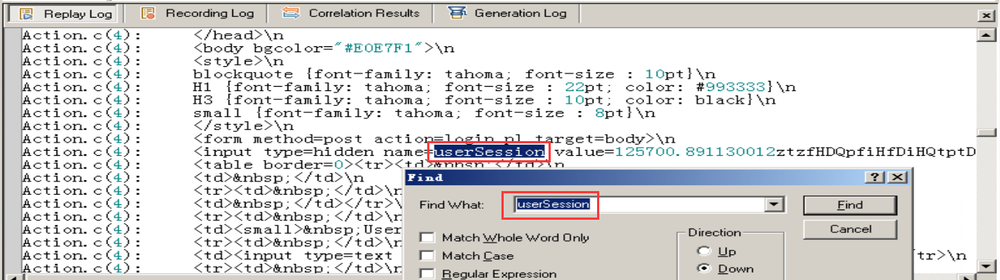 Replay Log Recording Log Correlation Results Generation Log
Action.c(4): </head>\n
Action.c(4): <body bgcolor="#E0E7F1">\n
Action.c(4): <style>\n
Action.c(4): blockquote {font-family: tahoma; font-size : 10pt}\n
Action.c(4): H1 {font-family: tahoma; font-size : 22pt; color: #993333}\n
Action.c(4): H3 {font-family: tahoma; font-size : 10pt; color: black}\n
Action.c(4): small {font-family: tahoma; font-size : 8pt}\n
Action.c(4): </style>\n
Action.c(4): <form method=post action=login.pl target=body>\n
Action.c(4): <input type=hidden name=userSession value=125700.891130012ztzfHDQpfiHfDiHQtptD
Action.c(4): <table border=0><tr><td>&nbsp;</td>\n
Action.c(4): <td>&nbsp;</td>\n
Action.c(4): <tr><td>&nbsp;</td>\n
Action.c(4): <td>&nbsp;</td></tr>\
Action.c(4): <tr><td>&nbsp;</td>\n
Action.c(4): <td><small>&nbsp;User
Action.c(4): <tr><td>&nbsp;</td>\n
Action.c(4): <td><input type=text tr>\n
Action.c(4): <tr><td>&nbsp;</td>\n
Find
Find What: userSession Find
Cancel
Match Whole Word Only
Match Case
Regular Expression
Direction
Up
Down